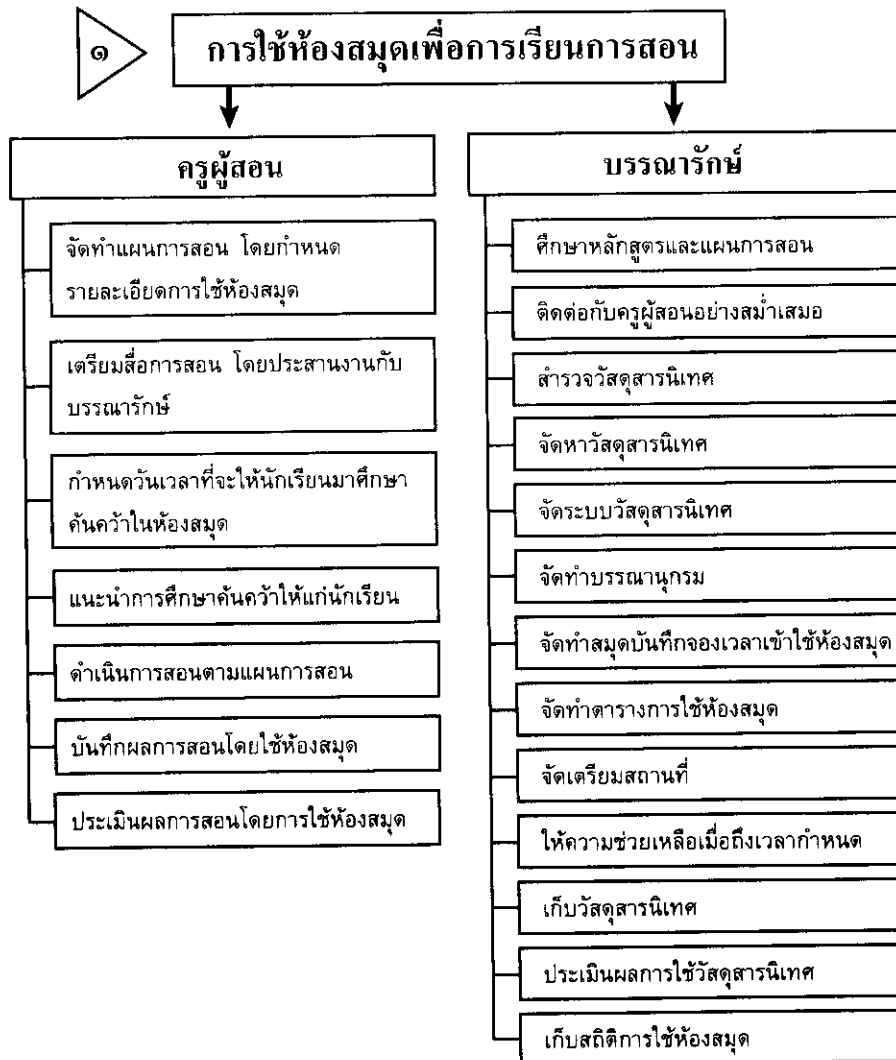 ๑
การใช้ห้องสมุดเพื่อการเรียนการสอน
ครูผู้สอน
จัดทำแผนการสอน โดยกำหนด
รายละเอียดการใช้ห้องสมุด
เตรียมสื่อการสอน โดยประสานงานกับ
บรรณารักษ์
กำหนดวันเวลาที่จะให้นักเรียนมาศึกษา
ค้นคว้าในห้องสมุด
แนะนำการศึกษาค้นคว้าให้แก่นักเรียน
ดำเนินการสอนตามแผนการสอน
บันทึกผลการสอนโดยใช้ห้องสมุด
ประเมินผลการสอนโดยการใช้ห้องสมุด
บรรณารักษ์
ศึกษาหลักสูตรและแผนการสอน
ติดต่อกับครูผู้สอนอย่างสม่ำเสมอ
สำรวจวัสดุสารนิเทศ
จัดหาวัสดุสารนิเทศ
จัดระบบวัสดุสารนิเทศ
จัดทำบรรณานุกรม
จัดทำสมุดบันทึกจองเวลาเข้าใช้ห้องสมุด
จัดทำตารางการใช้ห้องสมุด
จัดเตรียมสถานที่
ให้ความช่วยเหลือเมื่อถึงเวลากำหนด
เก็บวัสดุสารนิเทศ
ประเมินผลการใช้วัสดุสารนิเทศ
เก็บสถิติการใช้ห้องสมุด